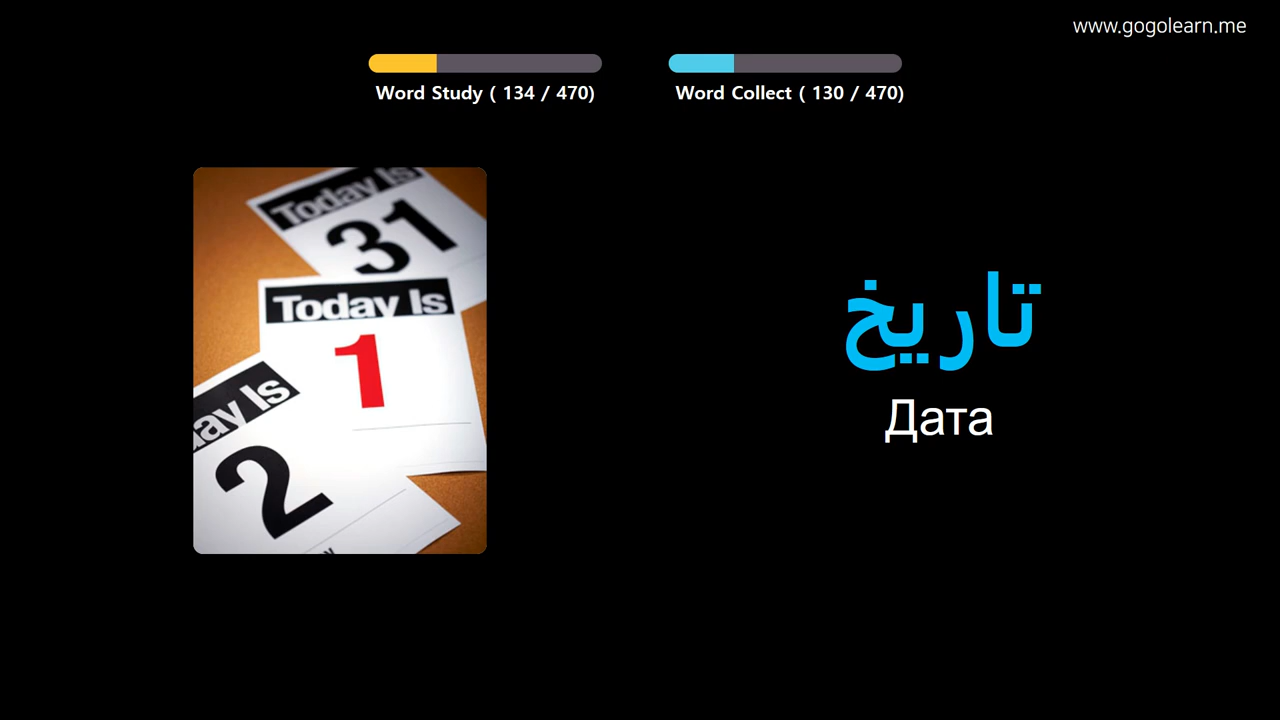 www.gogolearn.me
Word Study ( 134 / 470)
Word Collect ( 130 / 470)
Today Is
31
Today Is
1
day Is
2
تاريخ
Дата